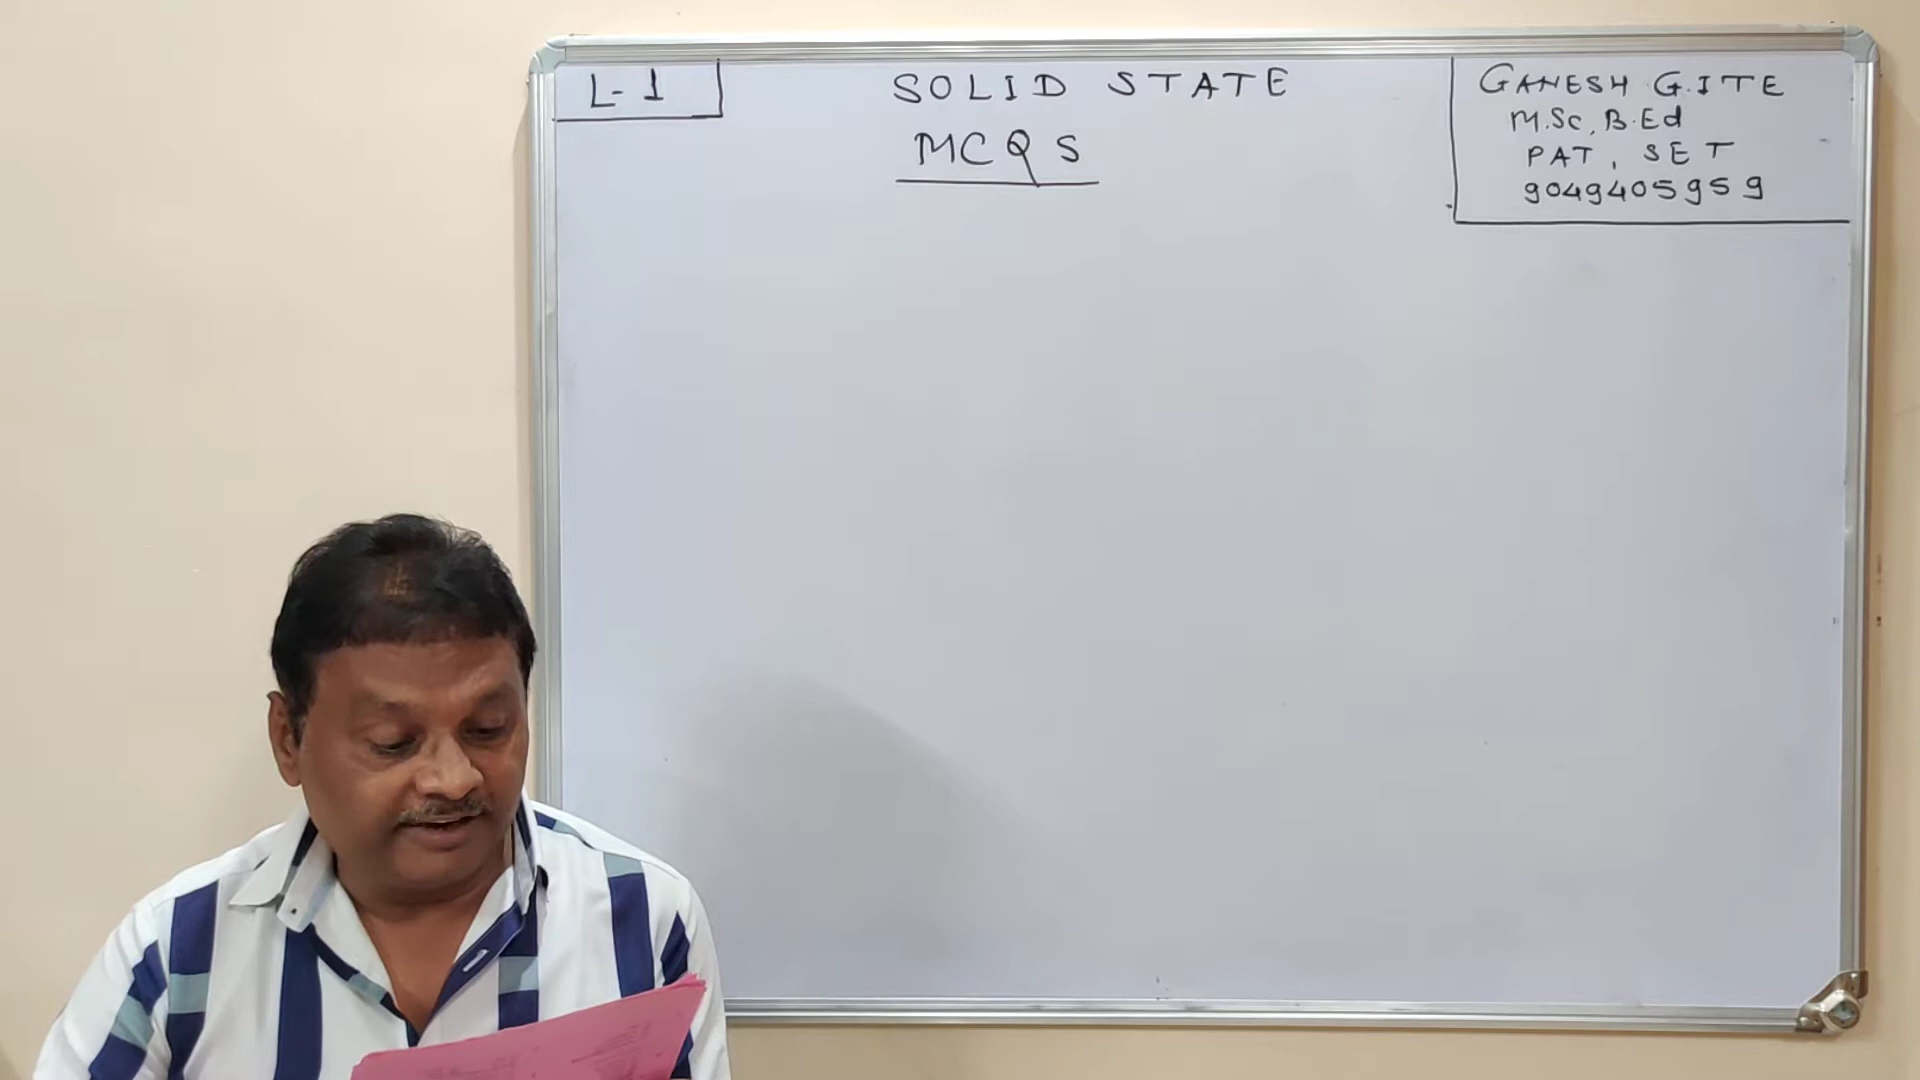 L-1
SOLID STATE
MCQS
GANESH G.ITE
M.Sc, B.Ed
PAT, SET
9049405959